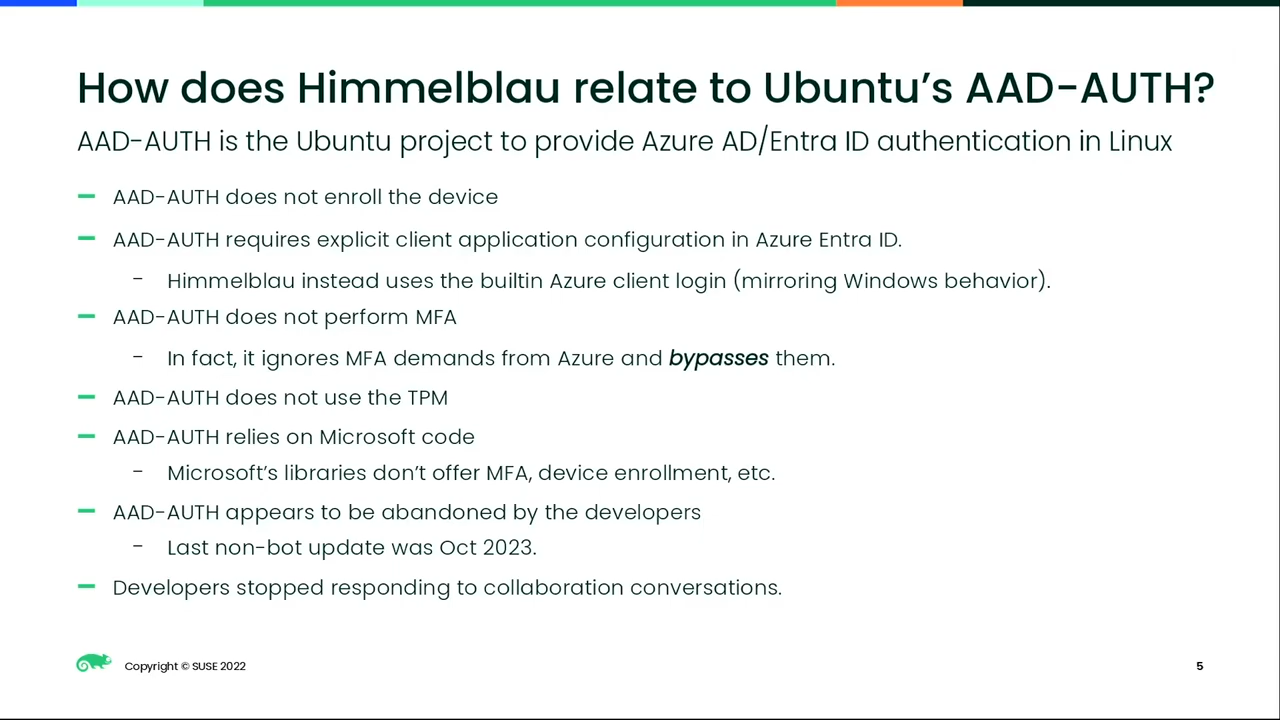 How does Himmelblau relate to Ubuntu’s AAD-AUTH?
AAD-AUTH is the Ubuntu project to provide Azure AD/Entra ID authentication in Linux
AAD-AUTH does not enroll the device
AAD-AUTH requires explicit client application configuration in Azure Entra ID.
- Himmelblau instead uses the builtin Azure client login (mirroring Windows behavior).
AAD-AUTH does not perform MFA
- In fact, it ignores MFA demands from Azure and bypasses them.
AAD-AUTH does not use the TPM
AAD-AUTH relies on Microsoft code
- Microsoft’s libraries don’t offer MFA, device enrollment, etc.
AAD-AUTH appears to be abandoned by the developers
- Last non-bot update was Oct 2023.
Developers stopped responding to collaboration conversations.
Copyright © SUSE 2022
5